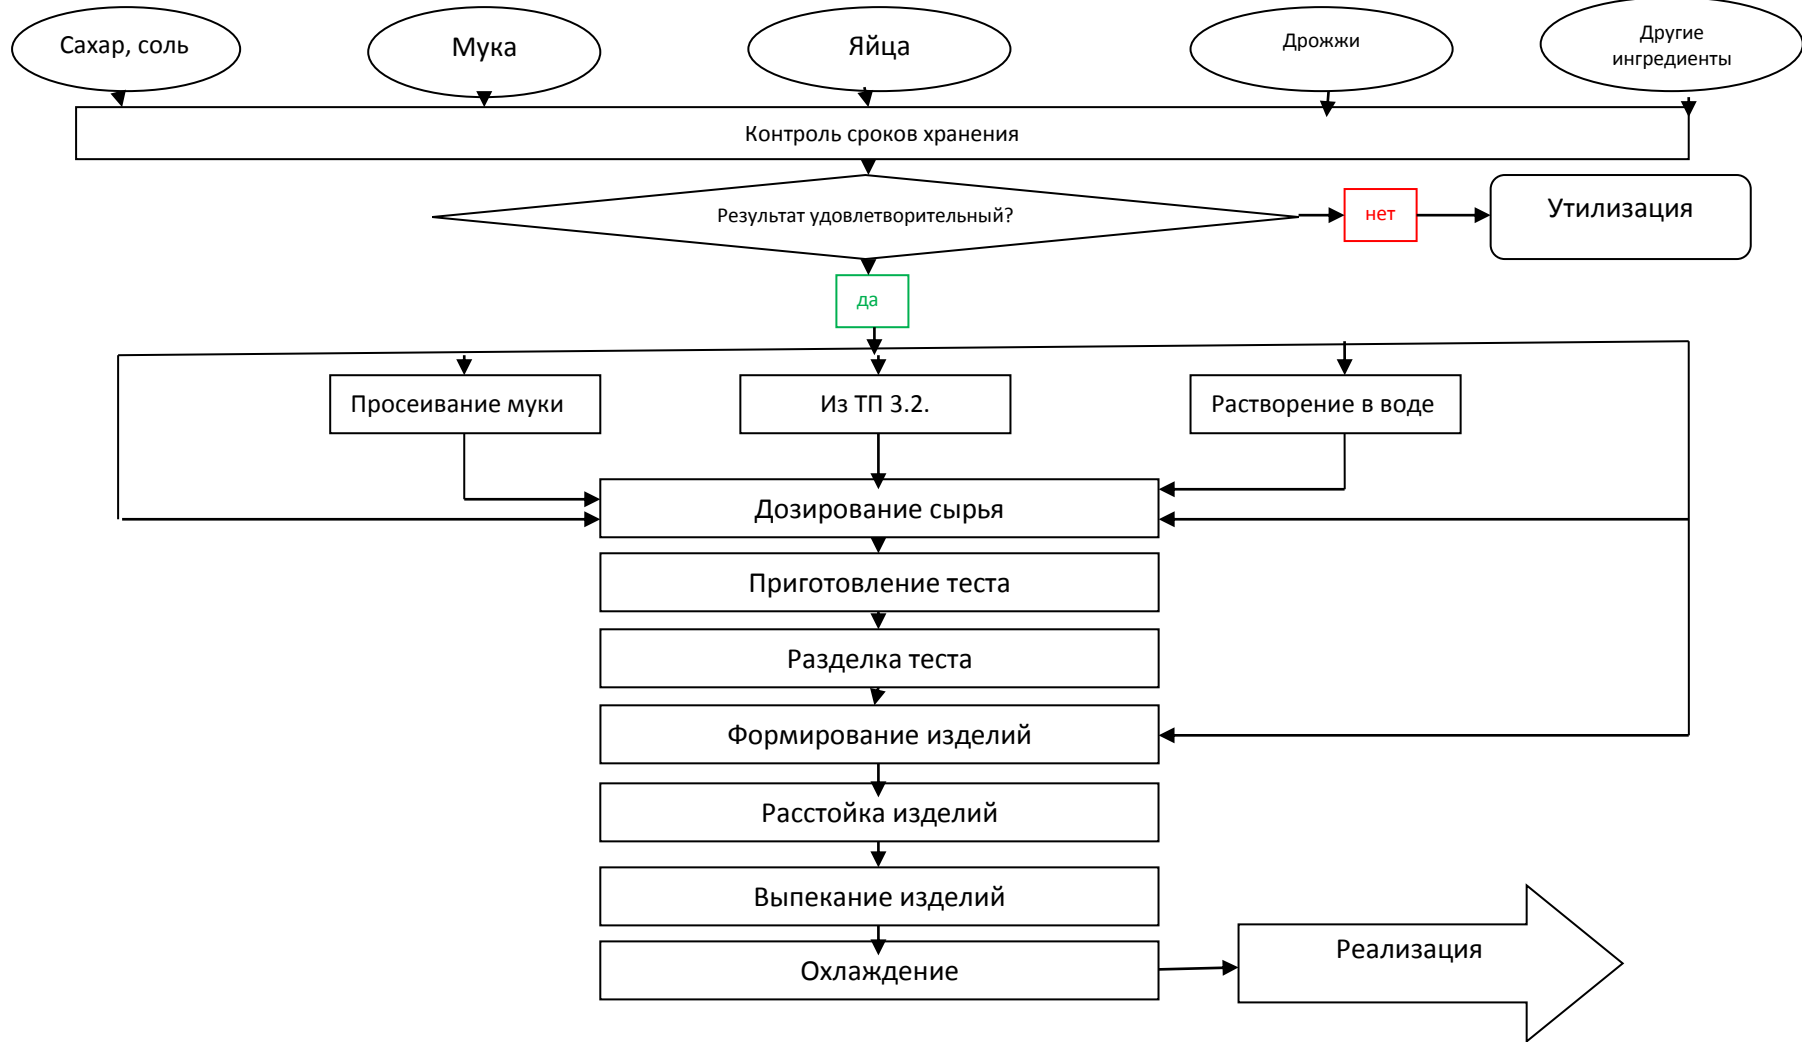 Сахар, соль
Мука
Яйца
Дрожжи
Другие
ингредиенты
Контроль сроков хранения
Результат удовлетворительный?
нет
Утилизация
да
Просеивание муки
Из ТП 3.2.
Растворение в воде
Дозирование сырья
Приготовление теста
Разделка теста
Формирование изделий
Расстойка изделий
Выпекание изделий
Реализация
Охлаждение